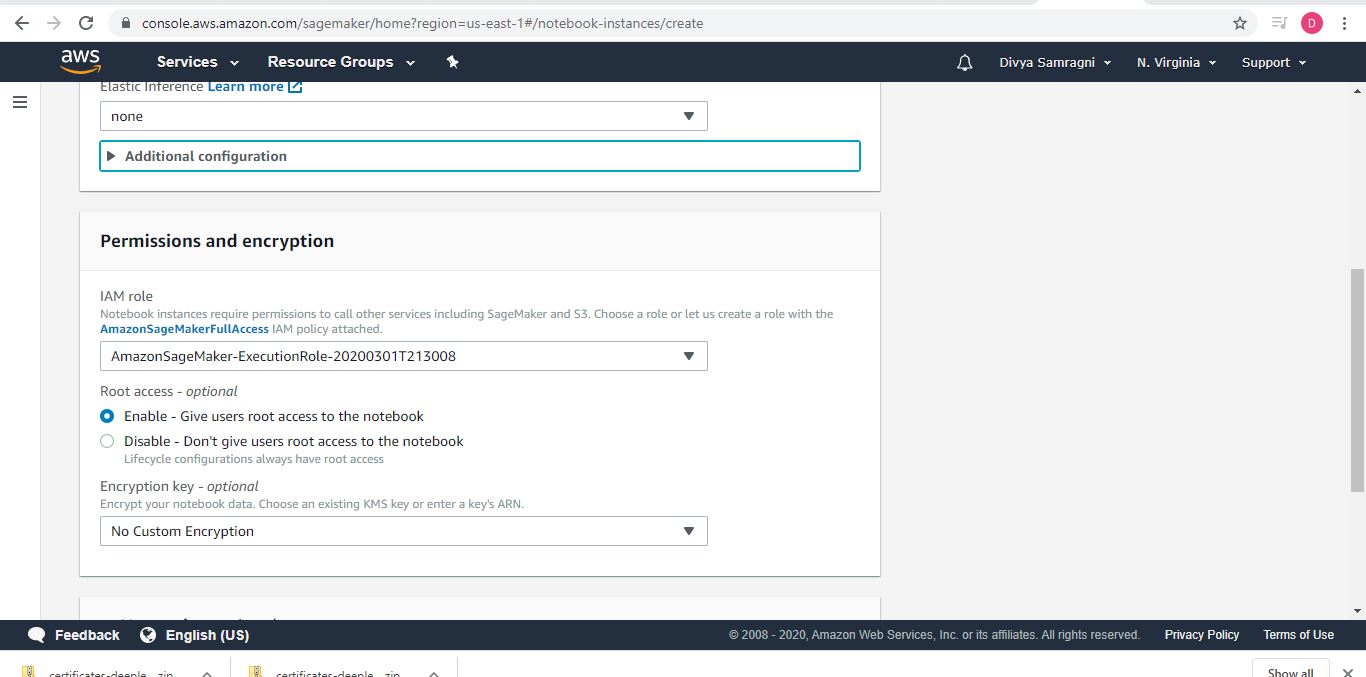 console.aws.amazon.com/sagemaker/home?region=us-east-1#/notebook-instances/create
D
aws
Services
Resource Groups
Divya Samragni
N. Virginia
Support
Elastic Inference Learn more
none
Additional configuration
Permissions and encryption
IAM role
Notebook instances require permissions to call other services including SageMaker and S3. Choose a role or let us create a role with the
AmazonSageMakerFullAccess IAM policy attached.
AmazonSageMaker-ExecutionRole-20200301T213008
Root access - optional
Enable - Give users root access to the notebook
Disable - Don't give users root access to the notebook
Lifecycle configurations always have root access
Encryption key - optional
Encrypt your notebook data. Choose an existing KMS key or enter a key's ARN.
No Custom Encryption
Feedback
English (US)
© 2008 - 2020, Amazon Web Services, Inc. or its affiliates. All rights reserved.
Privacy Policy
Terms of Use
certificates-deeple....zip
certificates-deeple....zip
Show all